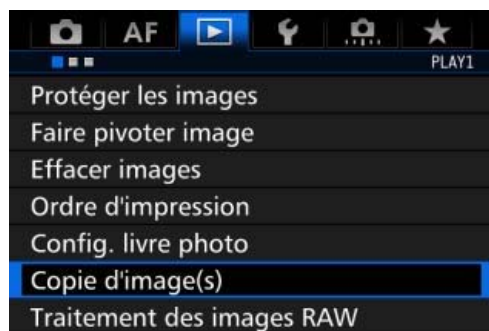 AF
PLAY1
Protéger les images
Faire pivoter image
Effacer images
Ordre d'impression
Config. livre photo
Copie d'image(s)
Traitement des images RAW